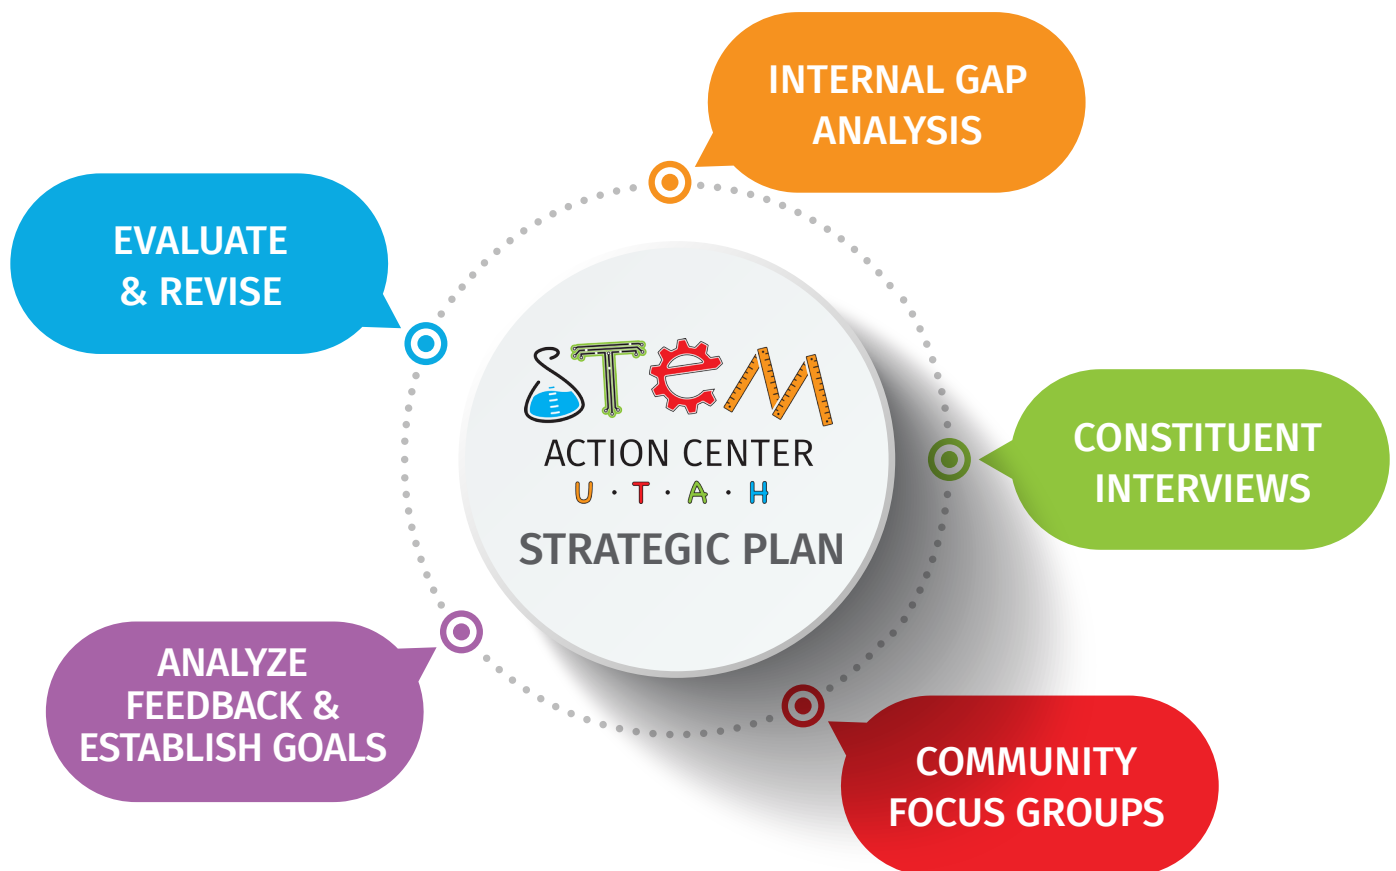 INTERNAL GAP
ANALYSIS
EVALUATE
& REVISE
STEM
ACTION CENTER
U · T · A · H
STRATEGIC PLAN
CONSTITUENT
INTERVIEWS
ANALYZE
FEEDBACK &
ESTABLISH GOALS
COMMUNITY
FOCUS GROUPS